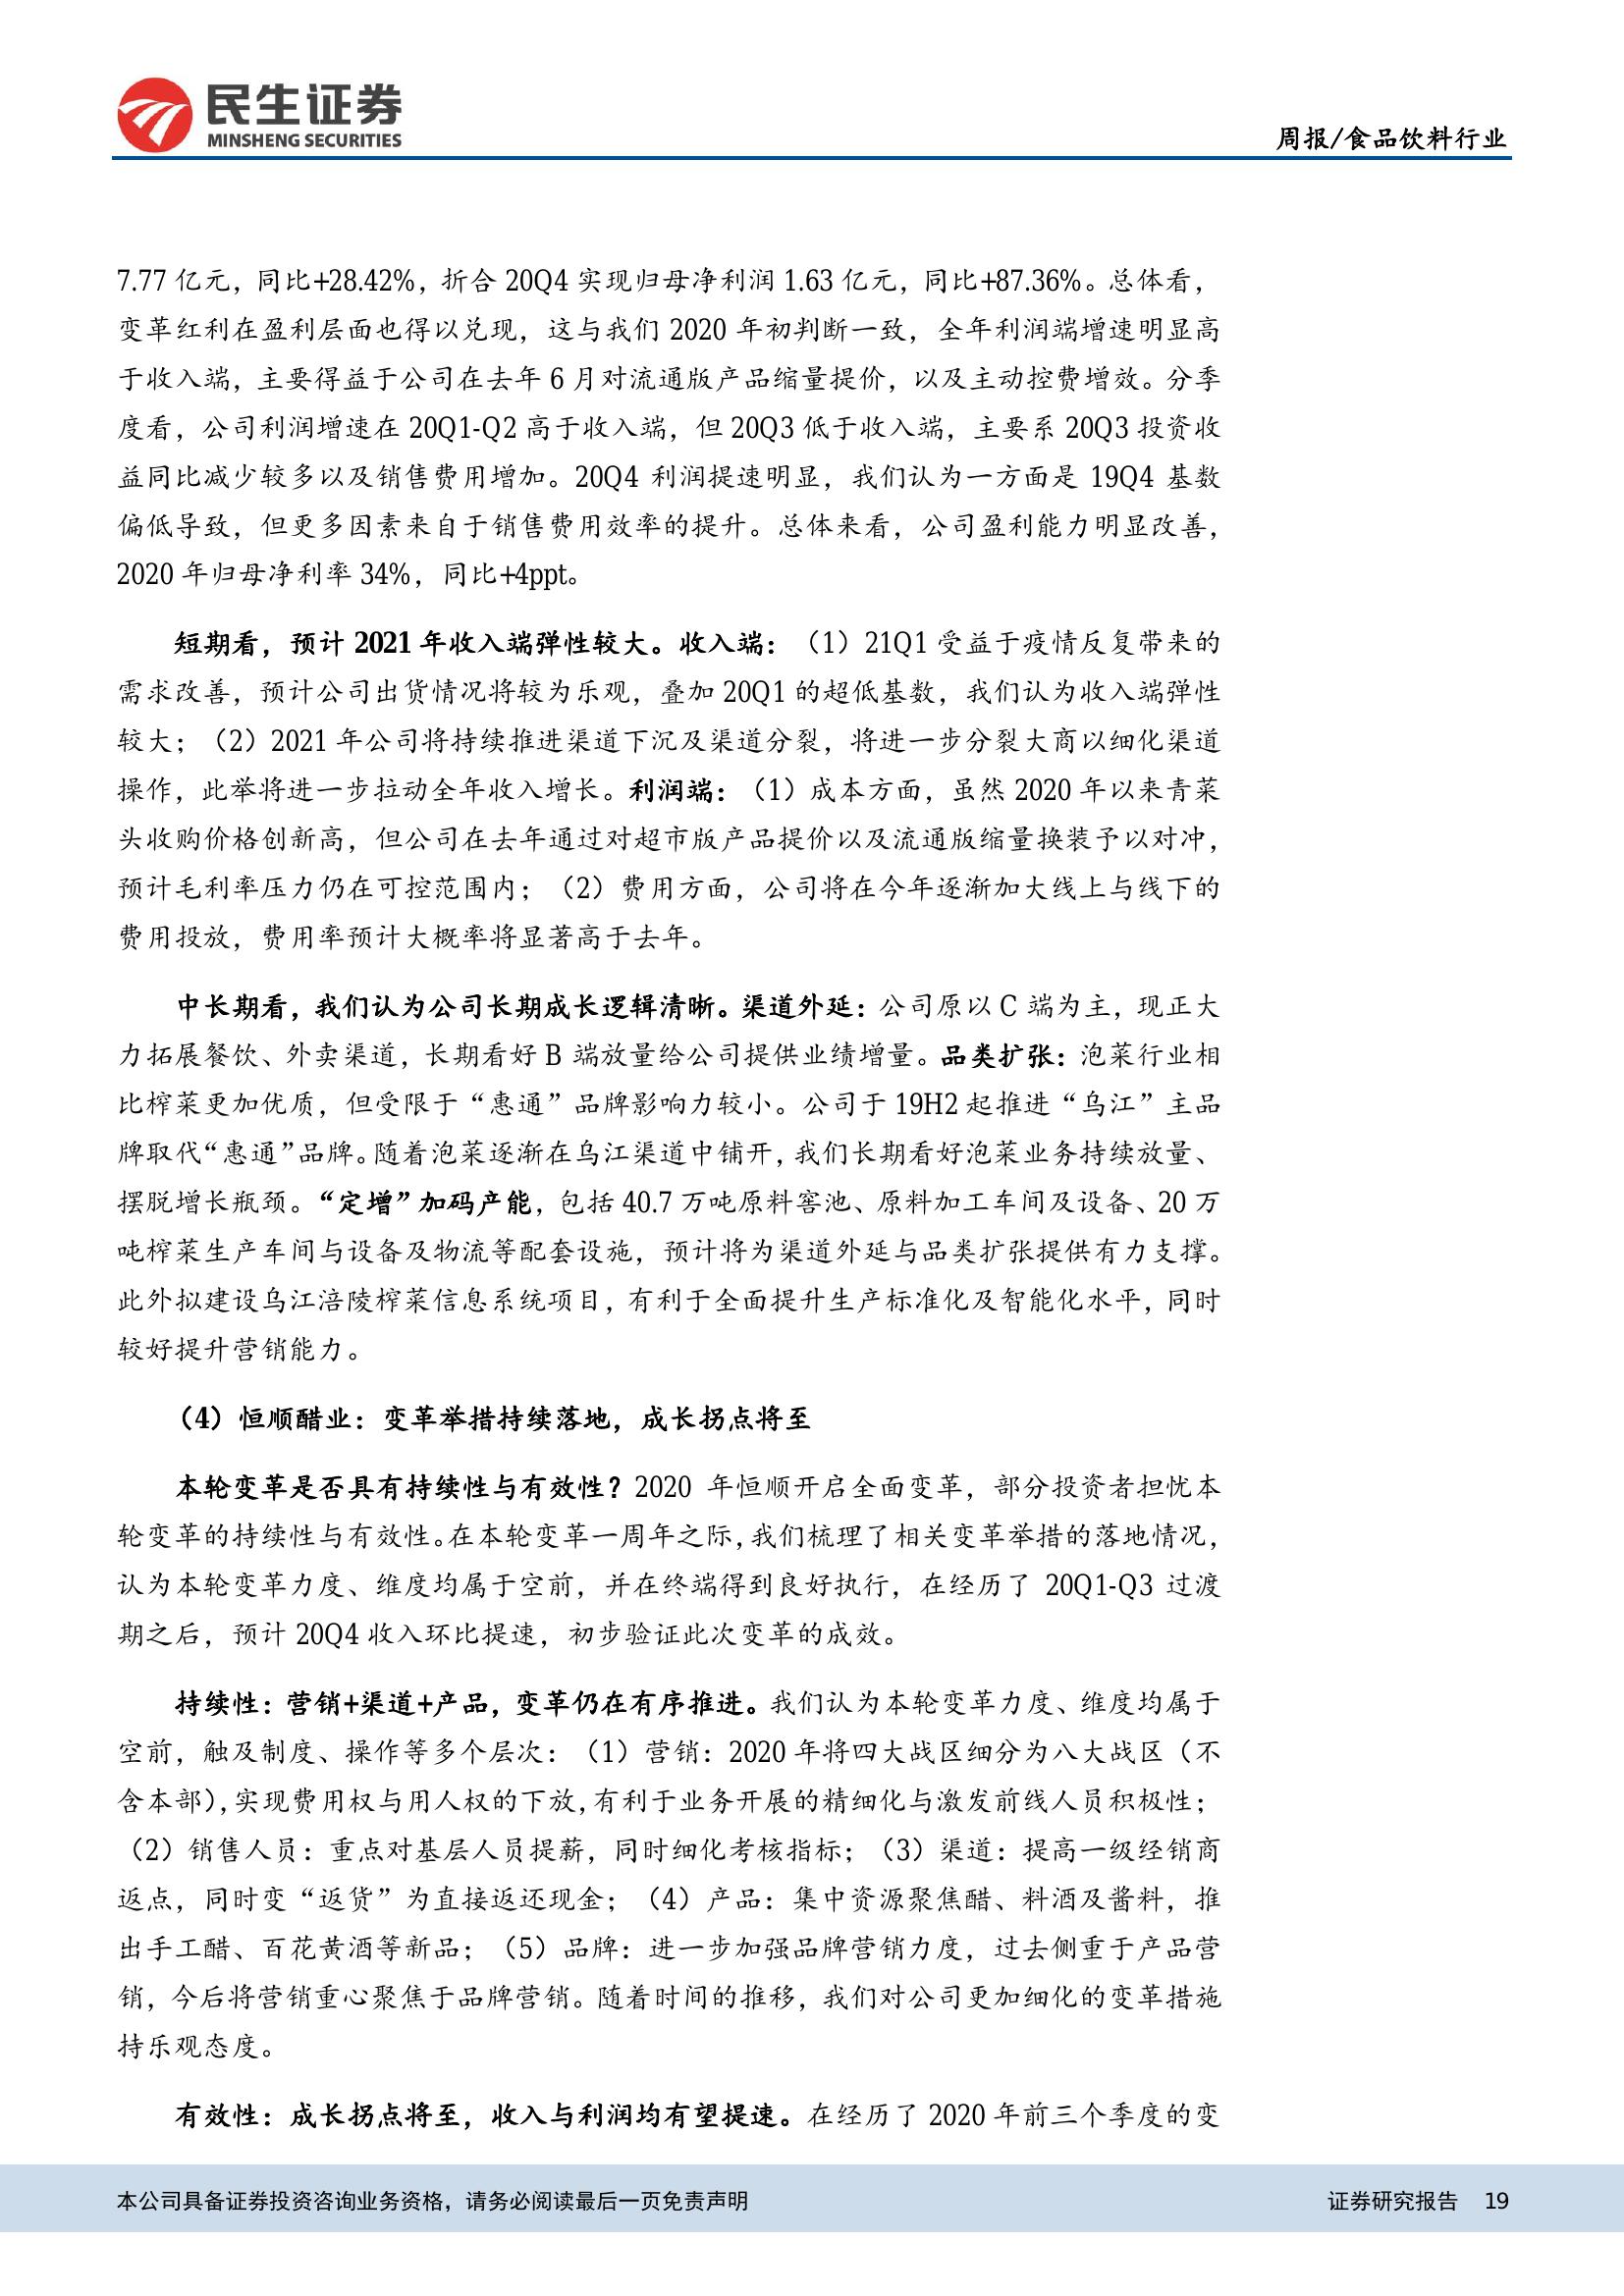 民生证券
MINSHENG SECURITIES
周报/食品饮料行业
7.77 亿元，同比+28.42%，折合 20Q4 实现归母净利润 1.63 亿元，同比+87.36%。总体看，
变革红利在盈利层面也得以兑现，这与我们 2020 年初判断一致，全年利润端增速明显高
于收入端，主要得益于公司在去年 6 月对流通版产品缩量提价，以及主动控费增效。分季
度看，公司利润增速在 20Q1-Q2 高于收入端，但 20Q3 低于收入端，主要系 20Q3 投资收
益同比减少较多以及销售费用增加。20Q4 利润提速明显，我们认为一方面是 19Q4 基数
偏低导致，但更多因素来自于销售费用效率的提升。总体来看，公司盈利能力明显改善，
2020 年归母净利率 34%，同比+4ppt。
短期看，预计 2021 年收入端弹性较大。收入端：（1）21Q1 受益于疫情反复带来的
需求改善，预计公司出货情况将较为乐观，叠加 20Q1 的超低基数，我们认为收入端弹性
较大；（2）2021 年公司将持续推进渠道下沉及渠道分裂，将进一步分裂大商以细化渠道
操作，此举将进一步拉动全年收入增长。利润端：（1）成本方面，虽然 2020 年以来青菜
头收购价格创新高，但公司在去年通过对超市版产品提价以及流通版缩量换装予以对冲，
预计毛利率压力仍在可控范围内；（2）费用方面，公司将在今年逐渐加大线上与线下的
费用投放，费用率预计大概率将显著高于去年。
中长期看，我们认为公司长期成长逻辑清晰。渠道外延：公司原以 C 端为主，现正大
力拓展餐饮、外卖渠道，长期看好 B 端放量给公司提供业绩增量。品类扩张：泡菜行业相
比榨菜更加优质，但受限于“惠通”品牌影响力较小。公司于 19H2 起推进“乌江”主品
牌取代“惠通”品牌。随着泡菜逐渐在乌江渠道中铺开，我们长期看好泡菜业务持续放量、
摆脱增长瓶颈。“定增”加码产能，包括 40.7 万吨原料窖池、原料加工车间及设备、20 万
吨榨菜生产车间与设备及物流等配套设施，预计将为渠道外延与品类扩张提供有力支撑。
此外拟建设乌江涪陵榨菜信息系统项目，有利于全面提升生产标准化及智能化水平，同时
较好提升营销能力。
（4）恒顺醋业：变革举措持续落地，成长拐点将至
本轮变革是否具有持续性与有效性？2020 年恒顺开启全面变革，部分投资者担忧本
轮变革的持续性与有效性。在本轮变革一周年之际，我们梳理了相关变革举措的落地情况，
认为本轮变革力度、维度均属于空前，并在终端得到良好执行，在经历了 20Q1-Q3 过渡
期之后，预计 20Q4 收入环比提速，初步验证此次变革的成效。
持续性：营销+渠道+产品，变革仍在有序推进。我们认为本轮变革力度、维度均属于
空前，触及制度、操作等多个层次：（1）营销：2020 年将四大战区细分为八大战区（不
含本部），实现费用权与用人权的下放，有利于业务开展的精细化与激发前线人员积极性；
（2）销售人员：重点对基层人员提薪，同时细化考核指标；（3）渠道：提高一级经销商
返点，同时变“返货”为直接返还现金；（4）产品：集中资源聚焦醋、料酒及酱料，推
出手工醋、百花黄酒等新品；（5）品牌：进一步加强品牌营销力度，过去侧重于产品营
销，今后将营销重心聚焦于品牌营销。随着时间的推移，我们对公司更加细化的变革措施
持乐观态度。
有效性：成长拐点将至，收入与利润均有望提速。在经历了 2020 年前三个季度的变
本公司具备证券投资咨询业务资格，请务必阅读最后一页免责声明
证券研究报告 19